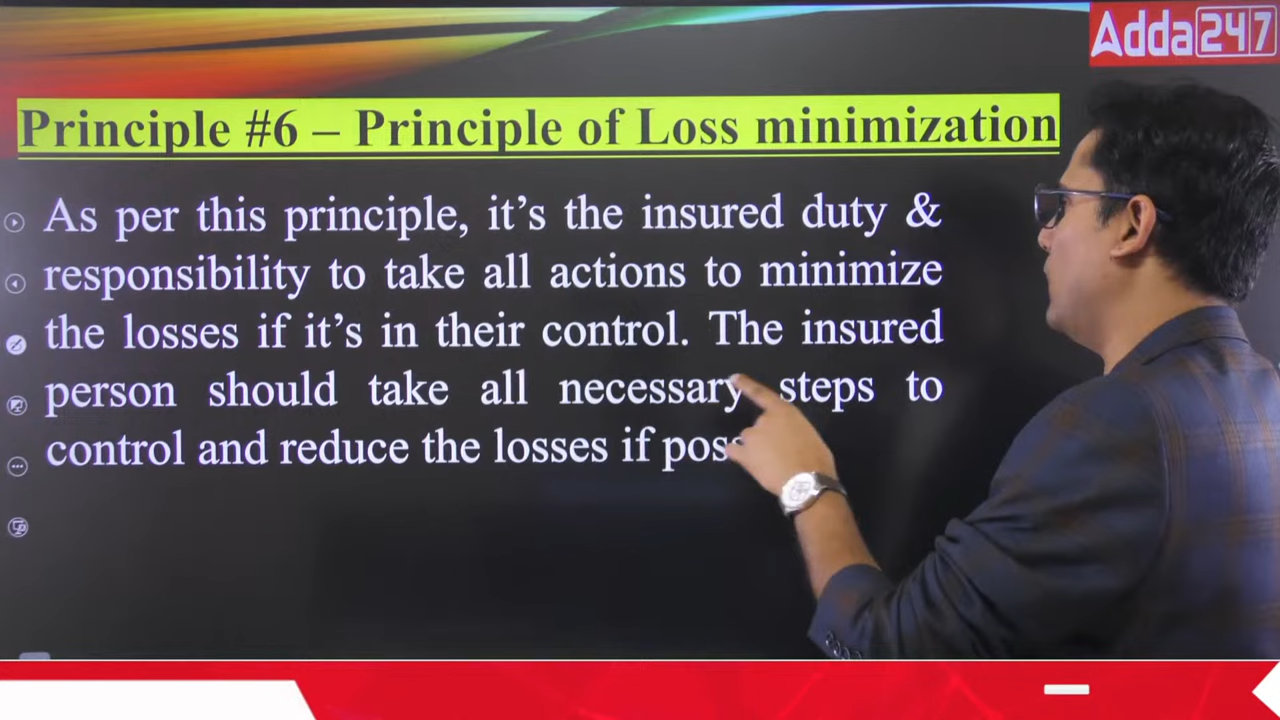 Adda247
Principle #6 – Principle of Loss minimization
As per this principle, it's the insured duty &
responsibility to take all actions to minimize
the losses if it's in their control. The insured
person should take all necessary steps to
control and reduce the losses if